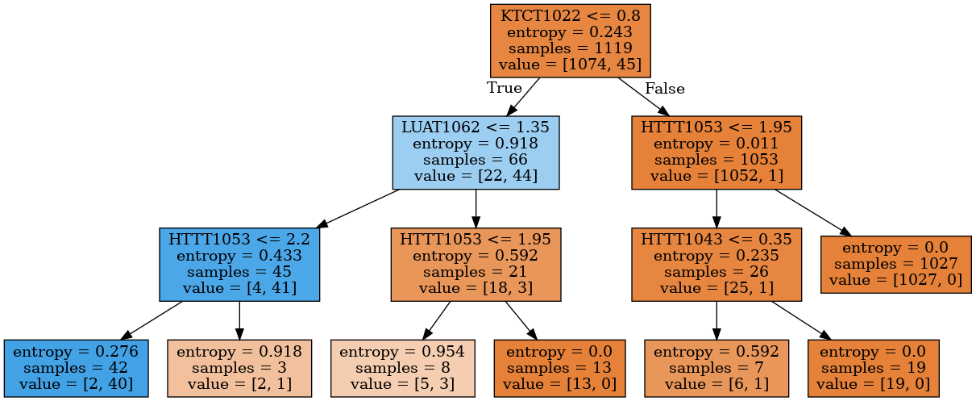 KTCT1022 <= 0.8
entropy = 0.243
samples = 1119
value = [1074, 45]
True
False
LUAT1062 <= 1.35
entropy = 0.918
samples = 66
value = [22, 44]
HTTT1053 <= 1.95
entropy = 0.011
samples = 1053
value = [1052, 1]
HTTT1053 <= 2.2
entropy = 0.433
samples = 45
value = [4, 41]
HTTT1053 <= 1.95
entropy = 0.592
samples = 21
value = [18, 3]
HTTT1043 <= 0.35
entropy = 0.235
samples = 26
value = [25, 1]
entropy = 0.0
samples = 1027
value = [1027, 0]
entropy = 0.276
samples = 42
value = [2, 40]
entropy = 0.918
samples = 3
value = [2, 1]
entropy = 0.954
samples = 8
value = [5, 3]
entropy = 0.0
samples = 13
value = [13, 0]
entropy = 0.592
samples = 7
value = [6, 1]
entropy = 0.0
samples = 19
value = [19, 0]